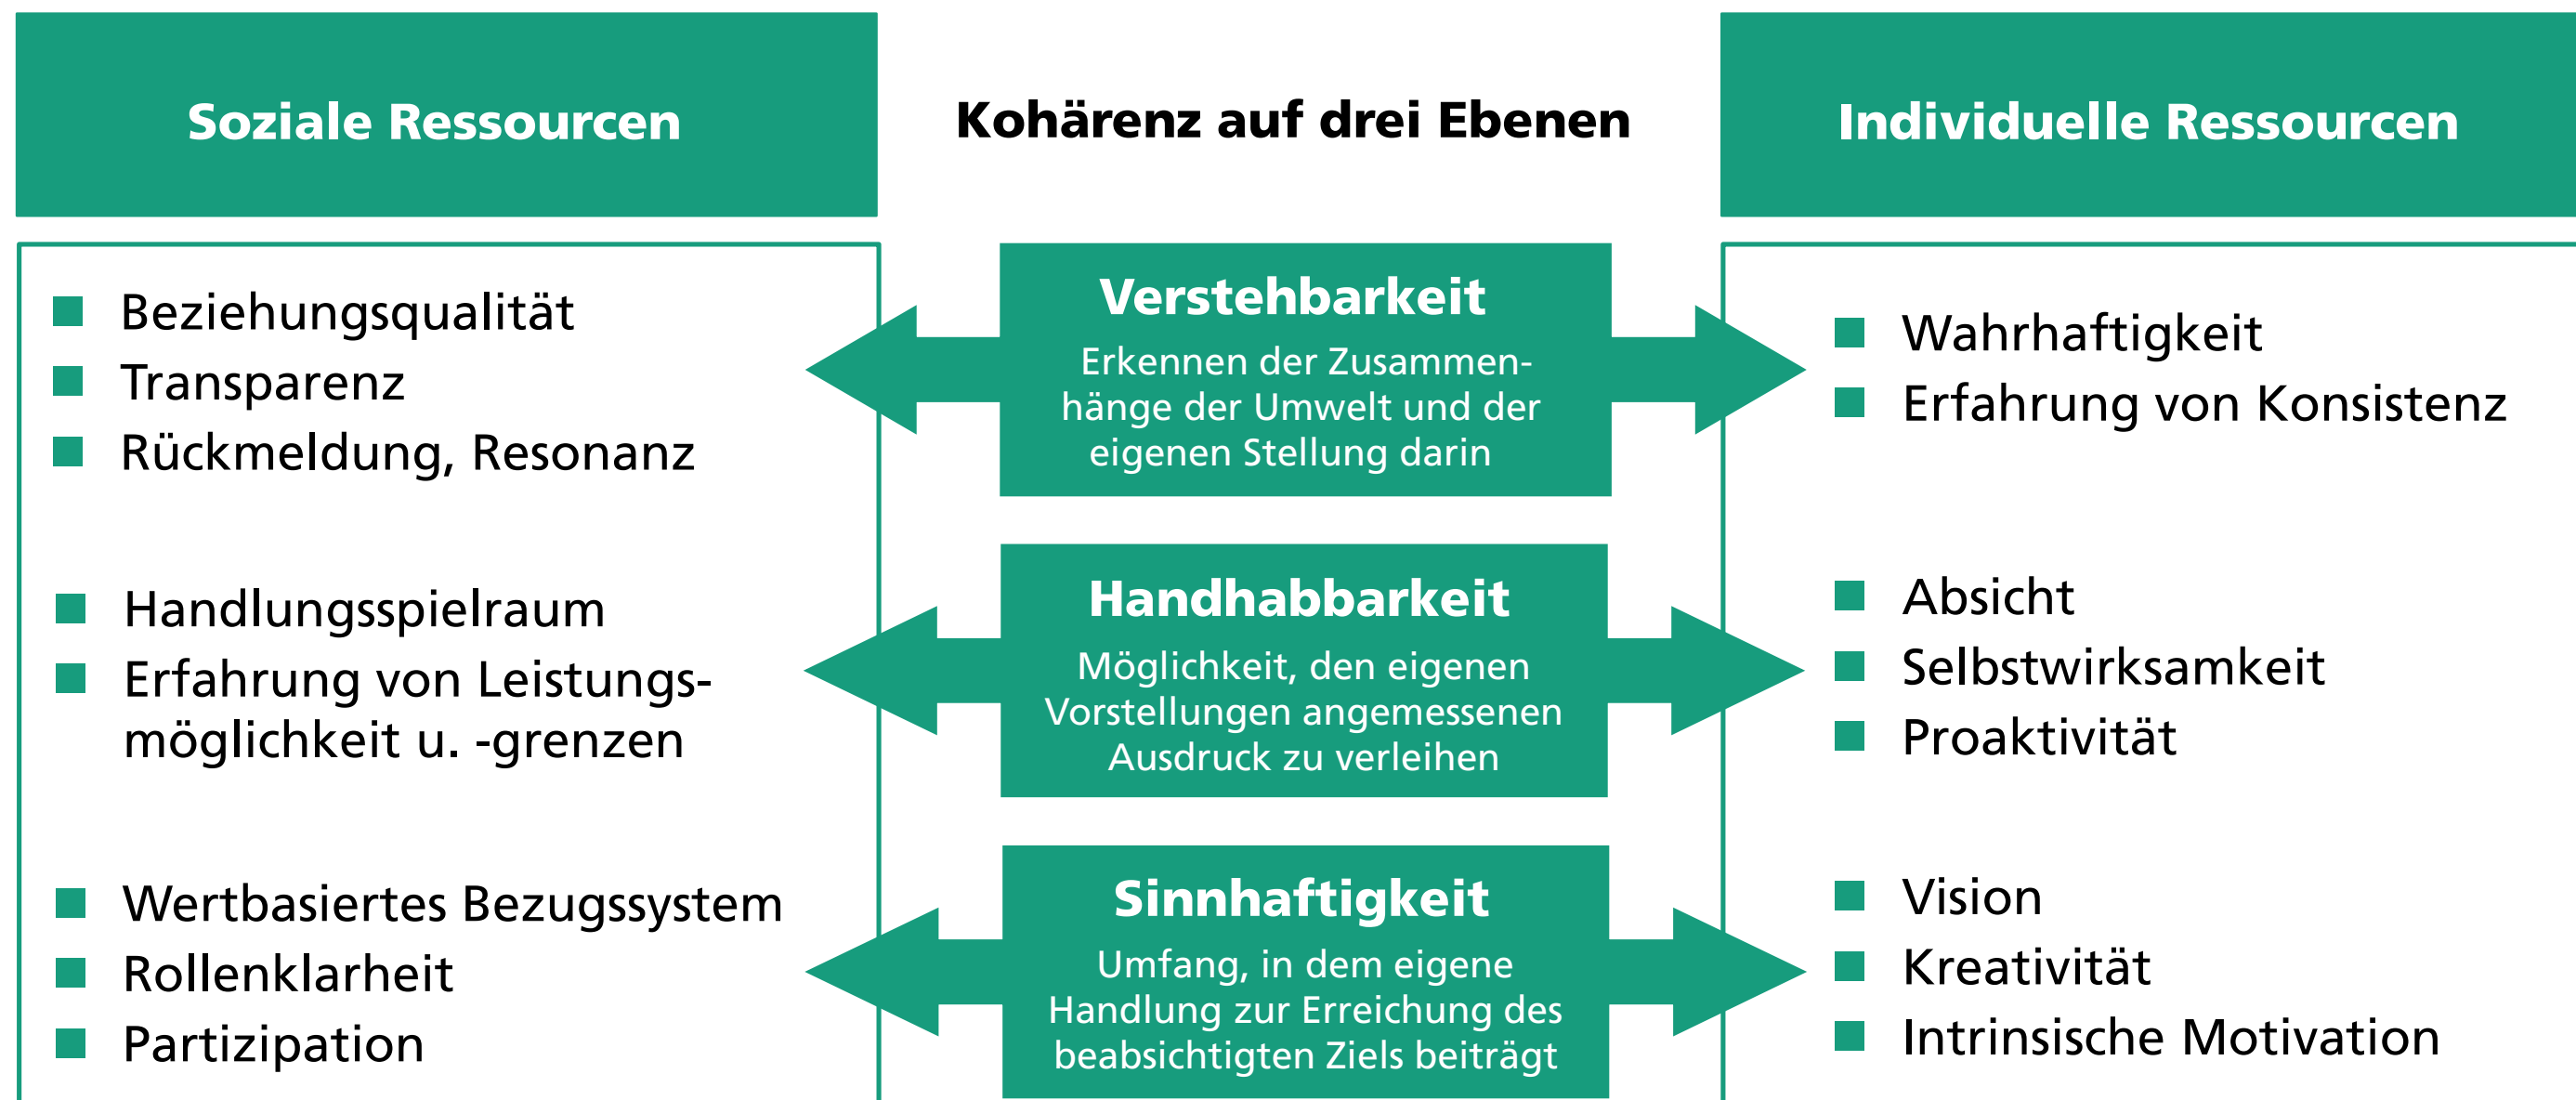 Soziale Ressourcen
Kohärenz auf drei Ebenen
Individuelle Ressourcen
Beziehungsqualität
Transparenz
Rückmeldung, Resonanz
Verstehbarkeit
Erkennen der Zusammen-
hänge der Umwelt und der
eigenen Stellung darin
Wahrhaftigkeit
Erfahrung von Konsistenz
Handlungsspielraum
Erfahrung von Leistungs-
möglichkeit u. -grenzen
Handhabbarkeit
Möglichkeit, den eigenen
Vorstellungen angemessenen
Ausdruck zu verleihen
Absicht
Selbstwirksamkeit
Proaktivität
Wertbasiertes Bezugssystem
Rollenklarheit
Partizipation
Sinnhaftigkeit
Umfang, in dem eigene
Handlung zur Erreichung des
beabsichtigten Ziels beiträgt
Vision
Kreativität
Intrinsische Motivation